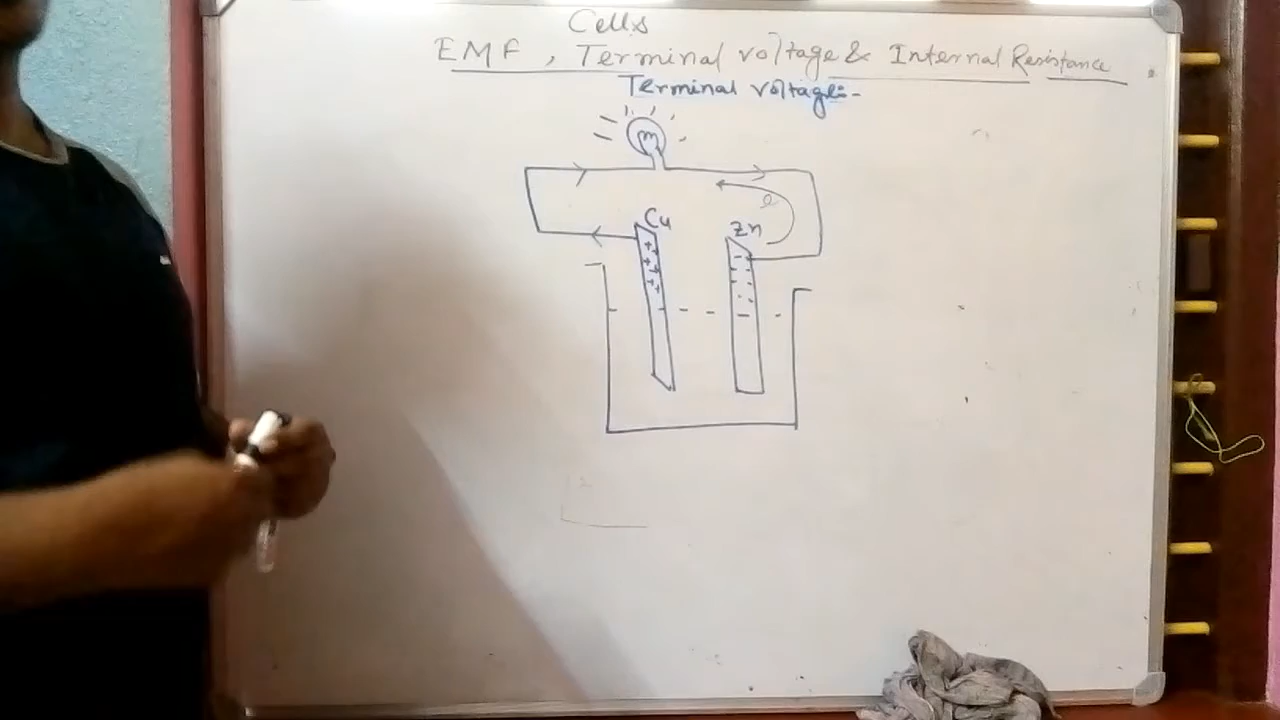 Cells
EMF, Terminal voltage & Internal Resistance
Terminal voltage:-
Cu
Zn
e